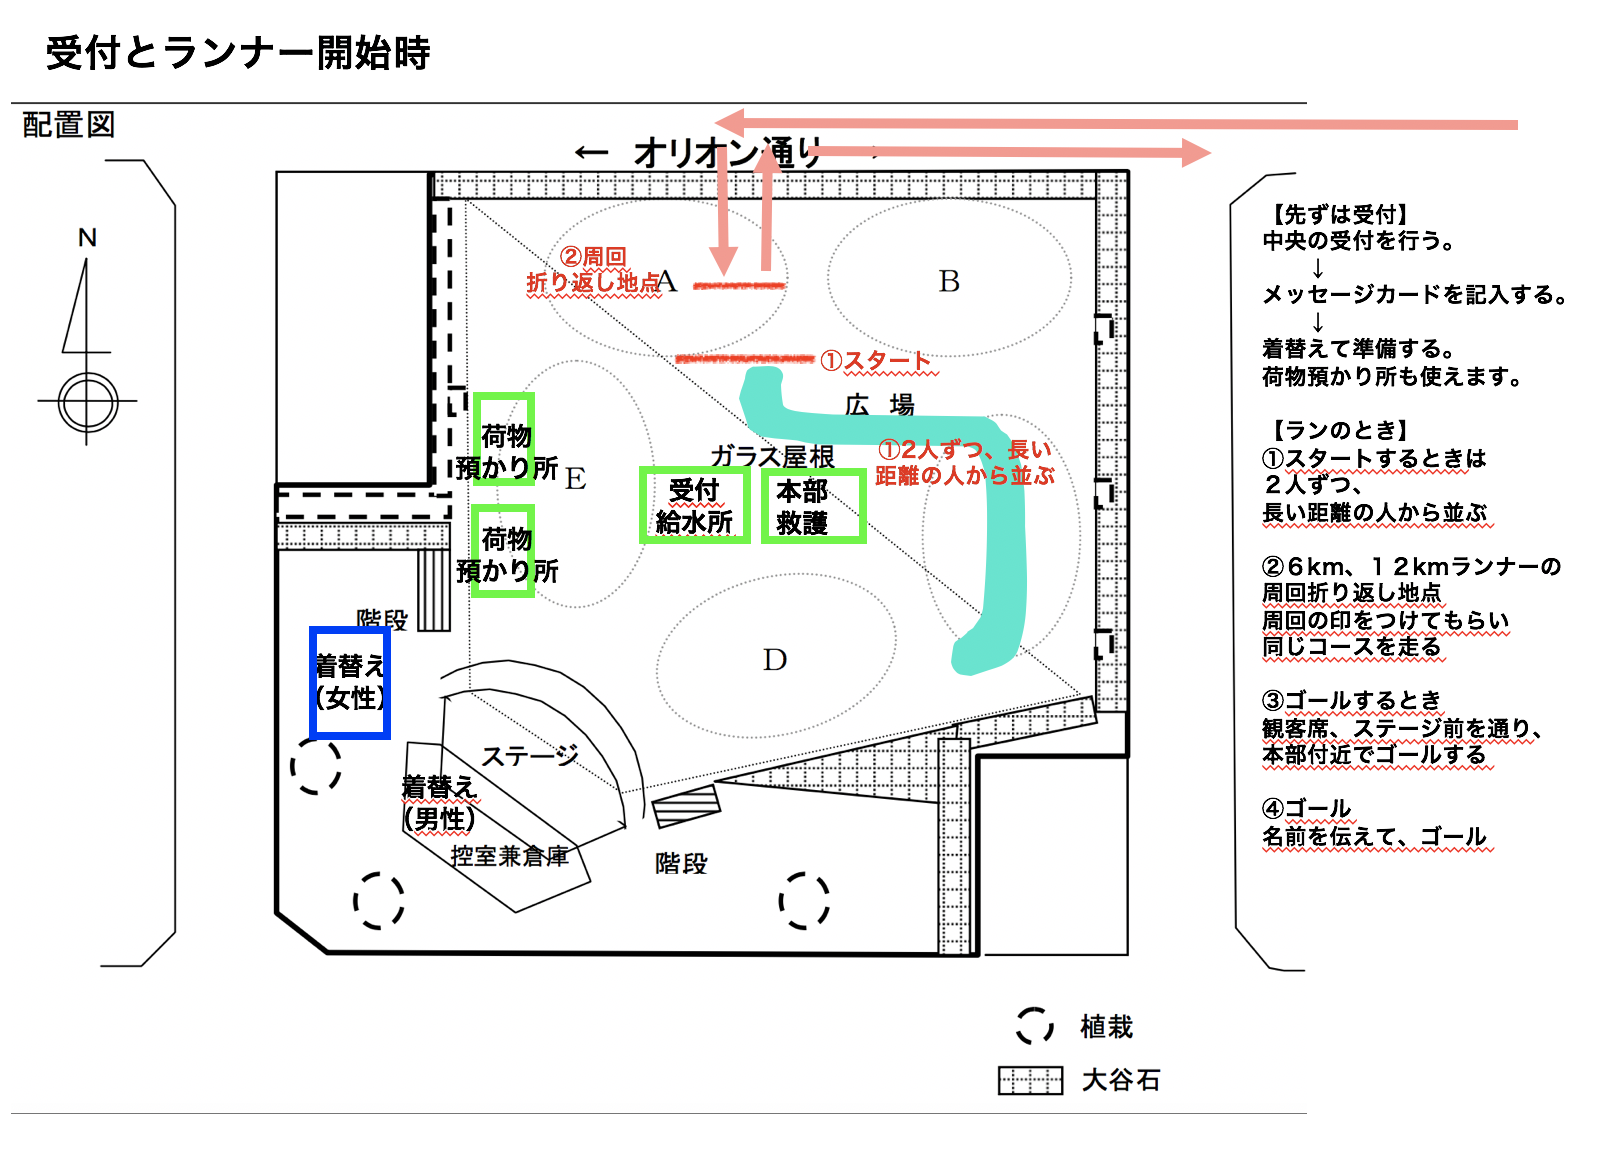 受付とランナー開始時
配置図
← オリオン通り →
N
②周回
折り返し地点
A
B
①スタート
広 場
荷物
預かり所
E
ガラス屋根
①2人ずつ、長い
距離の人から並ぶ
受付
給水所
本部
救護
荷物
預かり所
階段
着替え
（女性）
D
ステージ
着替え
（男性）
控室兼倉庫
階段
【先ずは受付】
中央の受付を行う。
↓
メッセージカードを記入する。
↓
着替えて準備する。
荷物預かり所も使えます。
【ランのとき】
①スタートするときは
２人ずつ、
長い距離の人から並ぶ
②６km、１２kmランナーの
周回折り返し地点
周回の印をつけてもらい
同じコースを走る
③ゴールするとき
観客席、ステージ前を通り、
本部付近でゴールする
④ゴール
名前を伝えて、ゴール
植栽
大谷石